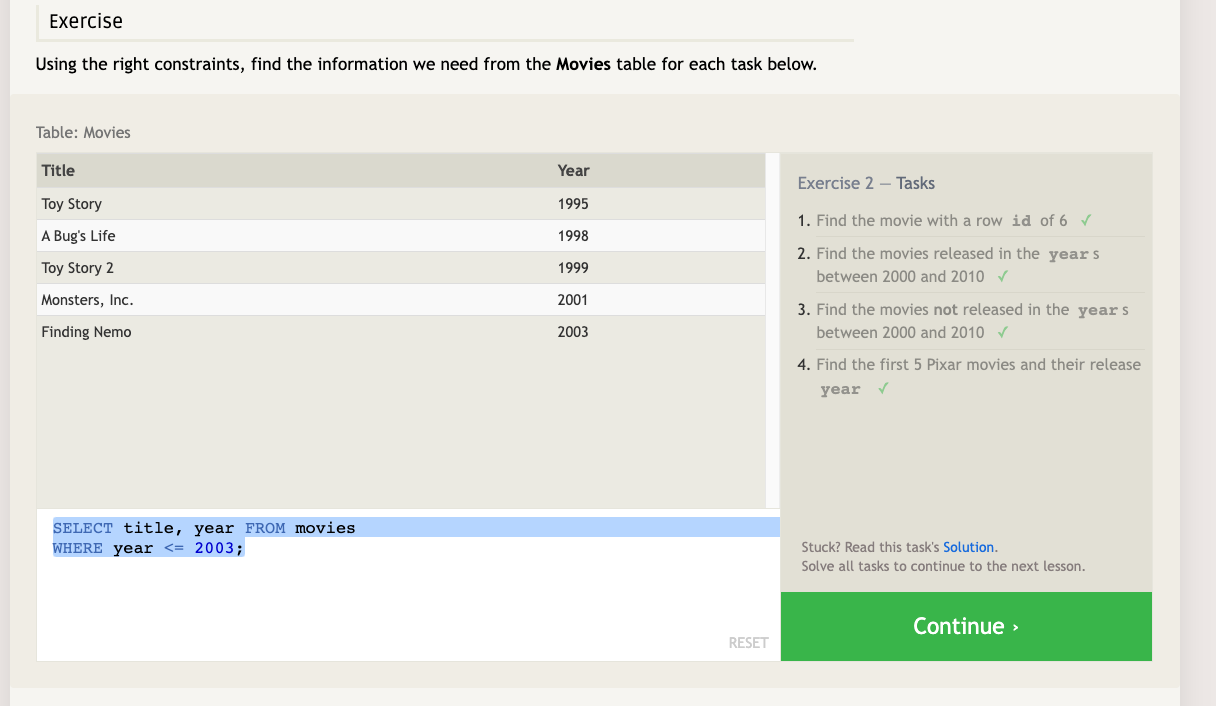 Exercise
Using the right constraints, find the information we need from the Movies table for each task below.
Table: Movies
Title Year
Toy Story 1995
A Bug's Life 1998
Toy Story 2 1999
Monsters, Inc. 2001
Finding Nemo 2003
SELECT title, year FROM movies
WHERE year <= 2003;
RESET
Exercise 2 — Tasks
1. Find the movie with a row id of 6 ✓
2. Find the movies released in the years
between 2000 and 2010 ✓
3. Find the movies not released in the years
between 2000 and 2010 ✓
4. Find the first 5 Pixar movies and their release
year ✓
Stuck? Read this task's Solution.
Solve all tasks to continue to the next lesson.
Continue ›